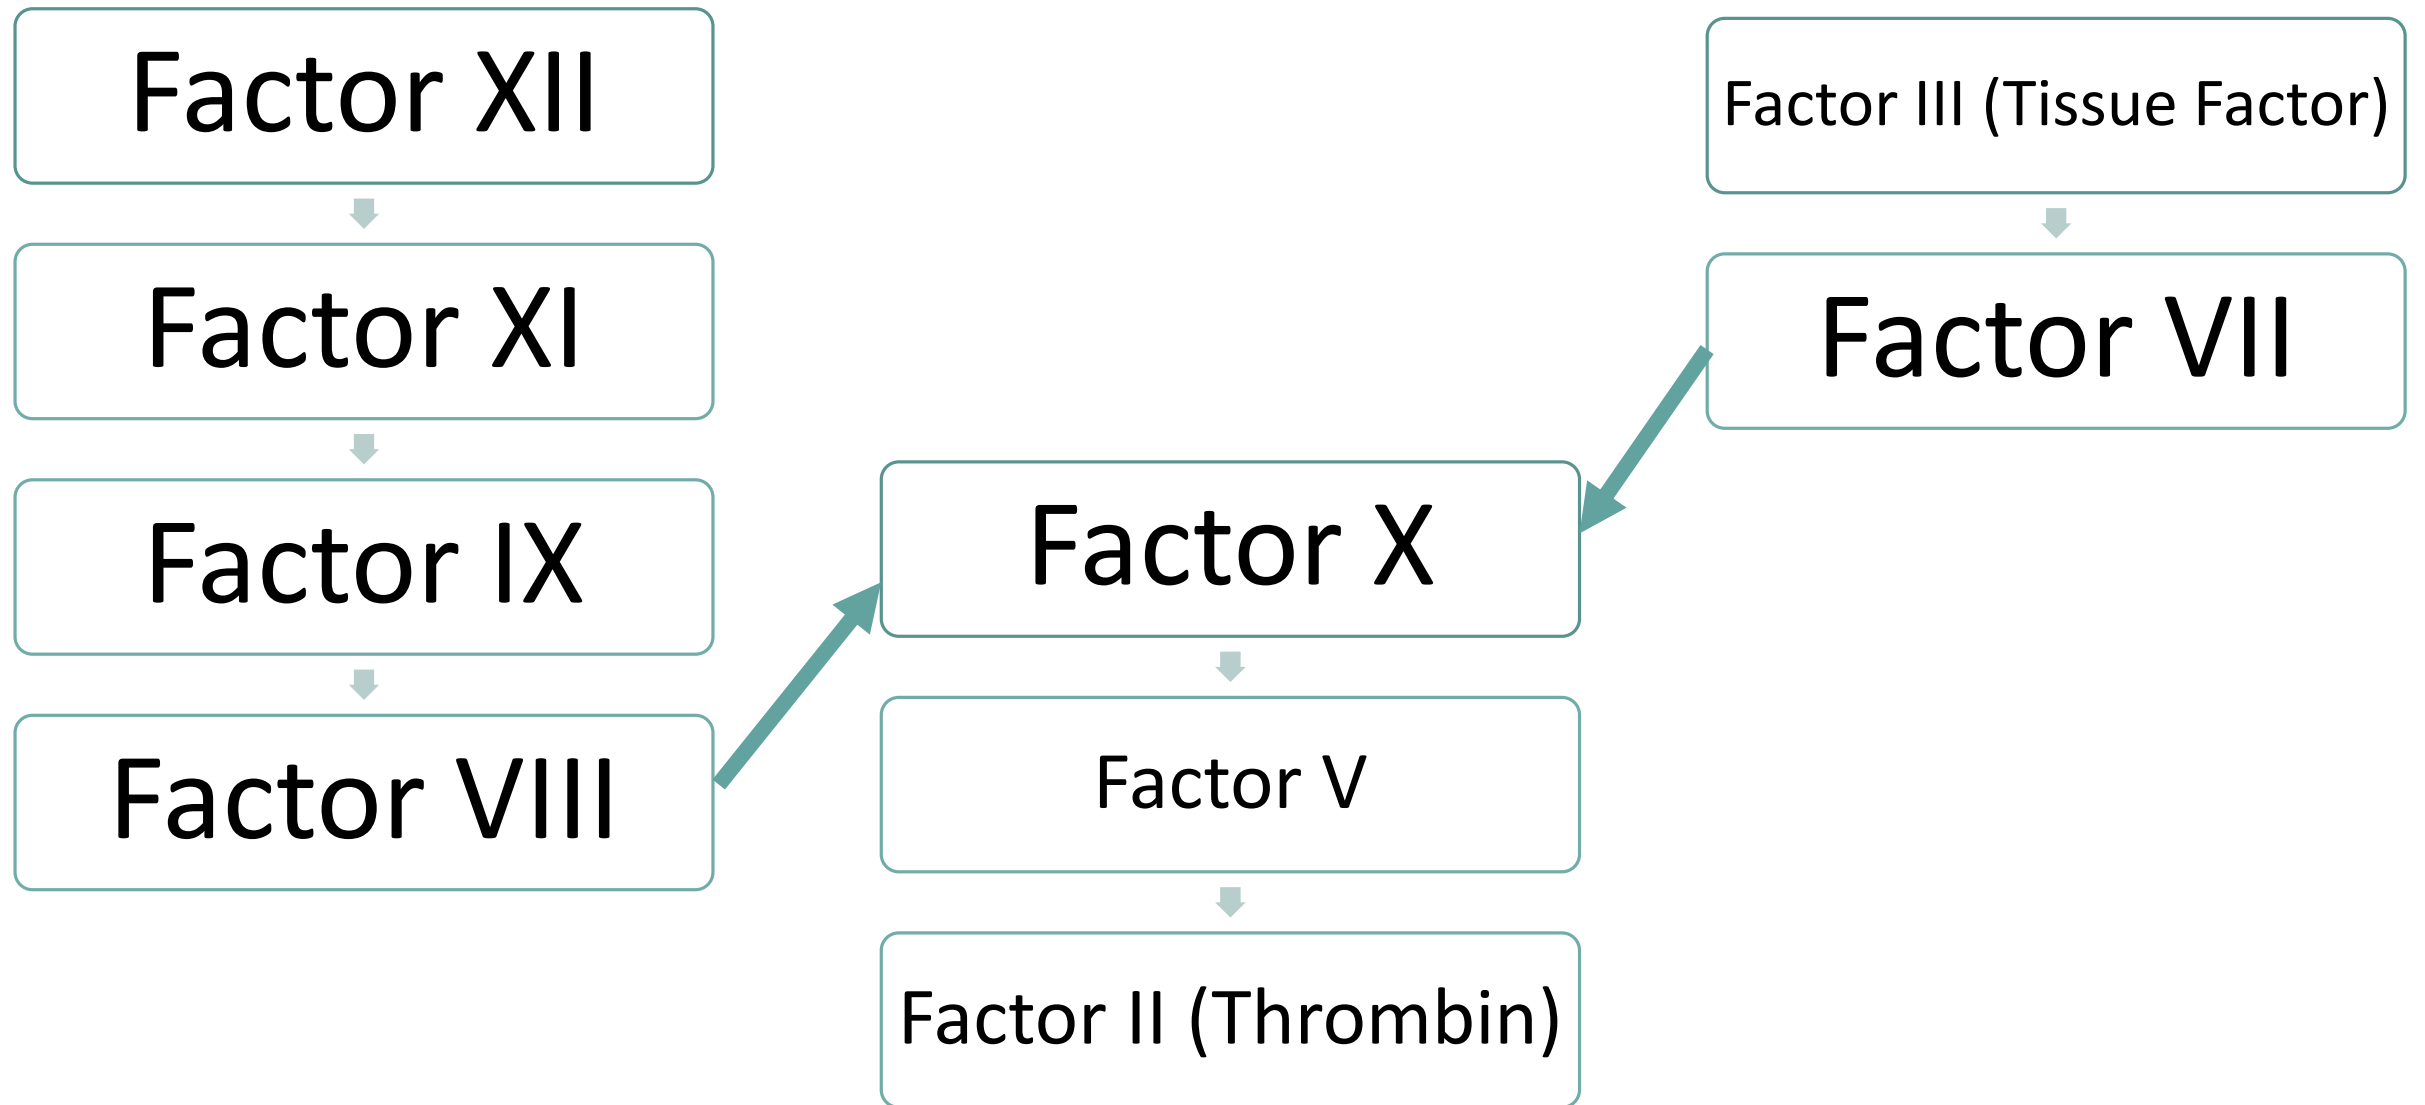 Factor XII
Factor XI
Factor IX
Factor VIII
Factor X
Factor V
Factor II (Thrombin)
Factor III (Tissue Factor)
Factor VII